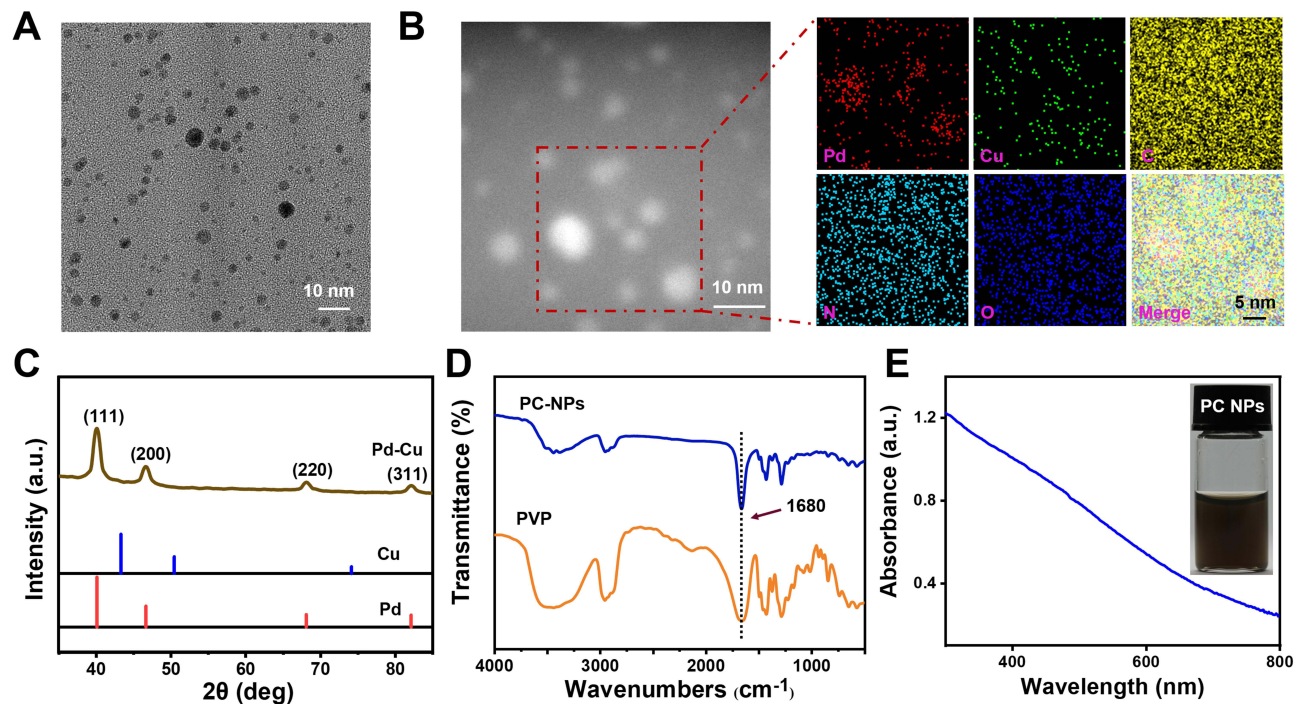 A
10 nm
B
10 nm
Pd
Cu
C
N
O
Merge
5 nm
C
(111)
(200)
(220)
Pd-Cu
(311)
Cu
Pd
Intensity (a.u.)
40 50 60 70 80
2θ (deg)
D
PC-NPs
1680
PVP
Transmittance (%)
4000 3000 2000 1000
Wavenumbers (cm⁻¹)
E
PC NPs
1.2
0.8
0.4
Absorbance (a.u.)
400 600 800
Wavelength (nm)